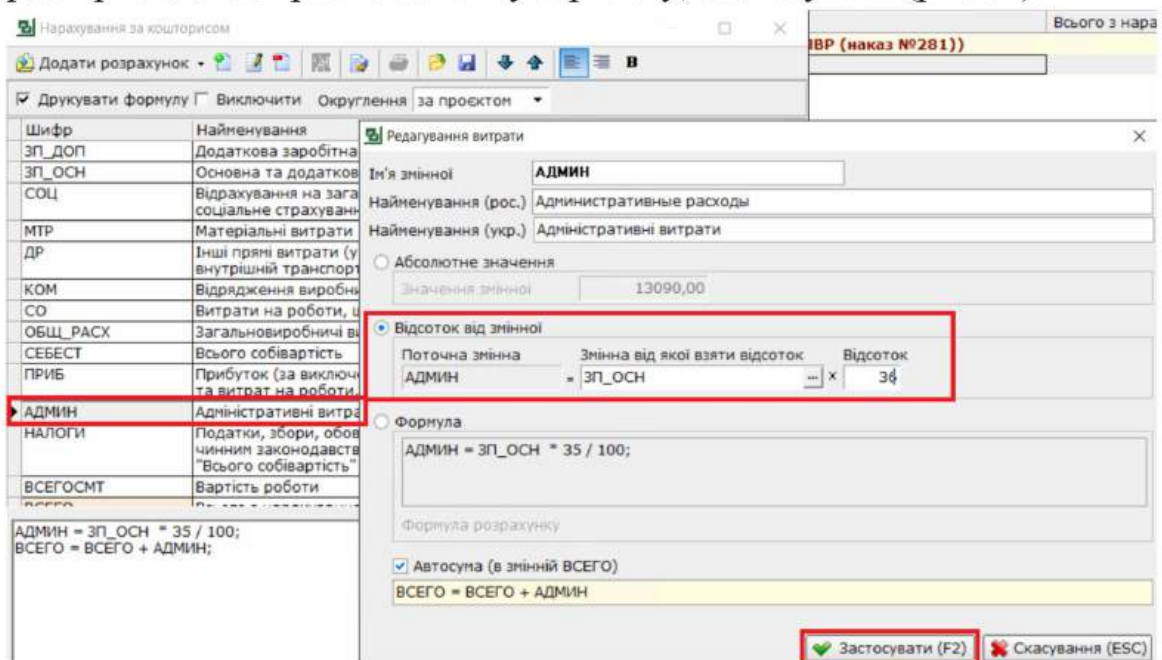 Нарахування за кошторисом
Всього з нара
ІВР (наказ №281))
Додати розрахунок
Друкувати формулу Виключити Округлення за проєктом
Шифр Найменування
ЗП_ДОП Додаткова заробітна
ЗП_ОСН Основна та додатков
СОЦ Відрахування на зага
соціальне страхуванн
МТР Матеріальні витрати
ДР Інші прямі витрати (у
внутрішній транспорт
КОМ Відрядження виробни
СО Витрати на роботи, щ
ОБЩ_РАСХ Загальновиробничі ви
СЕБЕСТ Всього собівартість
ПРИБ Прибуток (за виключ
та витрат на роботи,
АДМИН Адміністративні витра
НАЛОГИ Податки, збори, обов
чинним законодавств
"Всього собівартість"
ВСЕГОСМТ Вартість роботи
АДМИН = ЗП_ОСН * 35 / 100;
ВСЕГО = ВСЕГО + АДМИН;
Редагування витрати
Ім'я змінної АДМИН
Найменування (рос.) Административные расходы
Найменування (укр.) Адміністративні витрати
Абсолютне значення
Значення змінної 13090,00
Відсоток від змінної
Поточна змінна Змінна від якої взяти відсоток Відсоток
АДМИН = ЗП_ОСН ... × 36
Формула
АДМИН = ЗП_ОСН * 35 / 100;
Формула розрахунку
Автосума (в змінній ВСЕГО)
ВСЕГО = ВСЕГО + АДМИН
Застосувати (F2) Скасування (ESC)